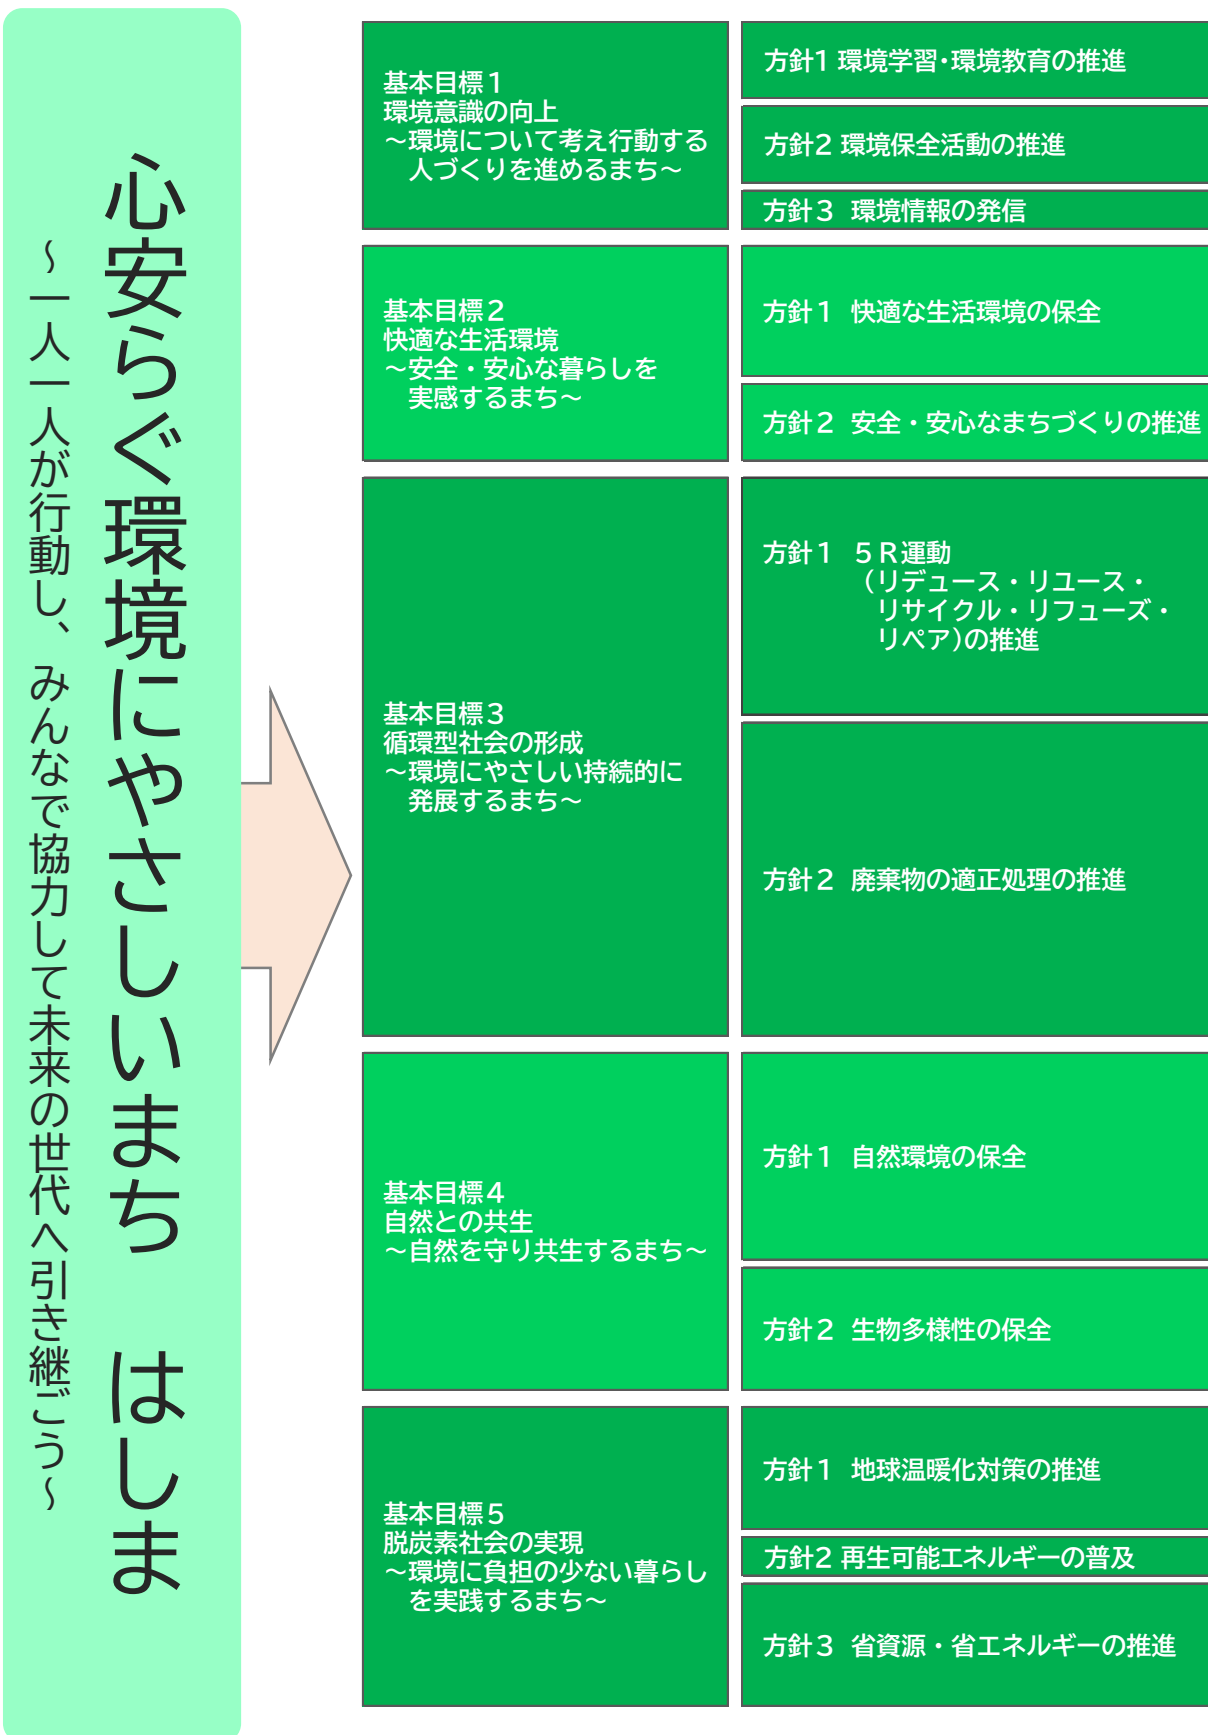 心安らぐ環境にやさしいまち　はしま
～一人一人が行動し、みんなで協力して未来の世代へ引き継ごう～
基本目標１
環境意識の向上
～環境について考え行動する
人づくりを進めるまち～
方針1 環境学習･環境教育の推進
方針2 環境保全活動の推進
方針３ 環境情報の発信
基本目標２
快適な生活環境
～安全・安心な暮らしを
実感するまち～
方針１ 快適な生活環境の保全
方針２ 安全・安心なまちづくりの推進
基本目標３
循環型社会の形成
～環境にやさしい持続的に
発展するまち～
方針１ ５Ｒ運動
（リデュース・リユース・
リサイクル・リフューズ・
リペア）の推進
方針２ 廃棄物の適正処理の推進
基本目標４
自然との共生
～自然を守り共生するまち～
方針１ 自然環境の保全
方針２ 生物多様性の保全
基本目標５
脱炭素社会の実現
～環境に負担の少ない暮らし
を実践するまち～
方針１ 地球温暖化対策の推進
方針2 再生可能エネルギーの普及
方針３ 省資源・省エネルギーの推進